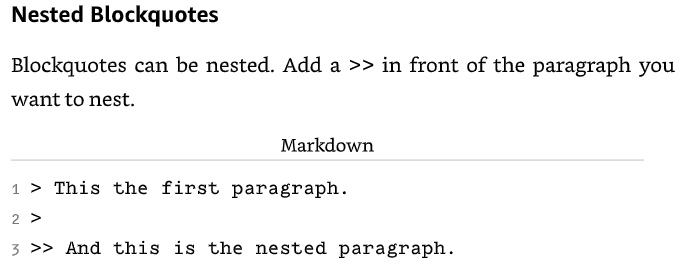 Nested Blockquotes
Blockquotes can be nested. Add a >> in front of the paragraph you
want to nest.
Markdown
1 > This the first paragraph.
2 >
3 >> And this is the nested paragraph.